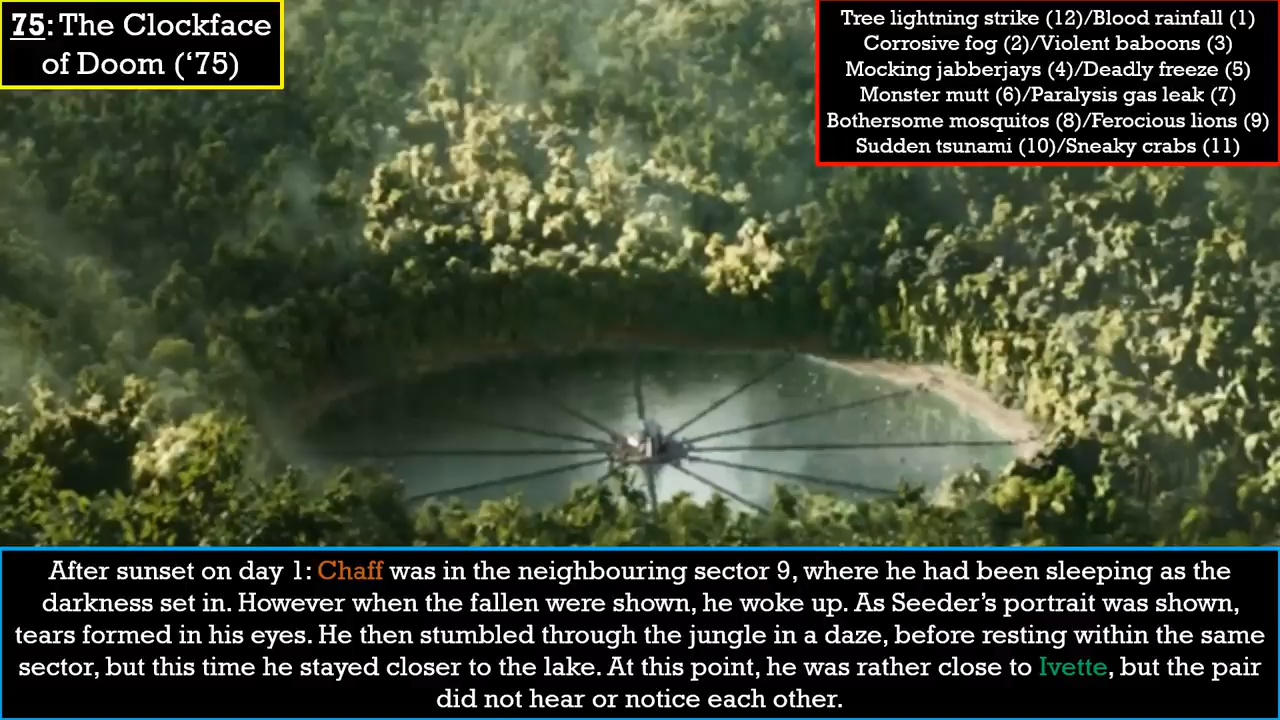 75: The Clockface
of Doom (‘75)
Tree lightning strike (12)/Blood rainfall (1)
Corrosive fog (2)/Violent baboons (3)
Mocking jabberjays (4)/Deadly freeze (5)
Monster mutt (6)/Paralysis gas leak (7)
Bothersome mosquitos (8)/Ferocious lions (9)
Sudden tsunami (10)/Sneaky crabs (11)
After sunset on day 1: Chaff was in the neighbouring sector 9, where he had been sleeping as the
darkness set in. However when the fallen were shown, he woke up. As Seeder’s portrait was shown,
tears formed in his eyes. He then stumbled through the jungle in a daze, before resting within the same
sector, but this time he stayed closer to the lake. At this point, he was rather close to Ivette, but the pair
did not hear or notice each other.